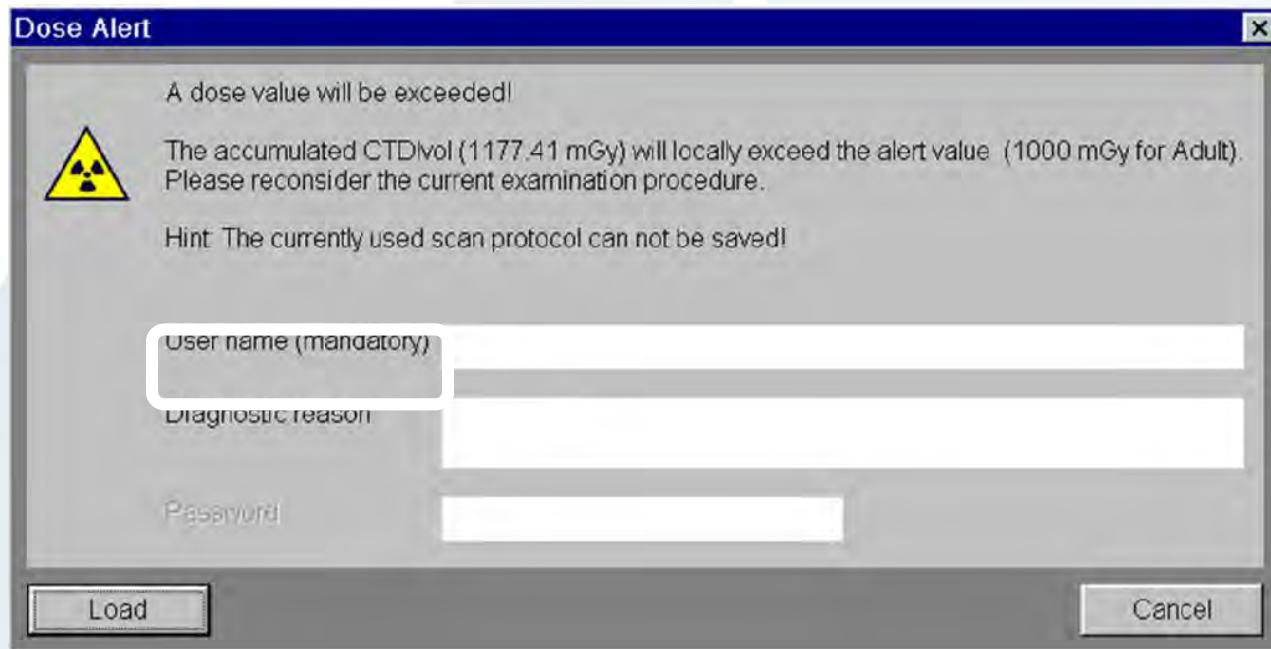 Dose Alert
A dose value will be exceeded!
The accumulated CTDIvol (1177.41 mGy) will locally exceed the alert value (1000 mGy for Adult).
Please reconsider the current examination procedure.
Hint: The currently used scan protocol can not be saved!
User name (mandatory)
Diagnostic reason
Password
Load
Cancel